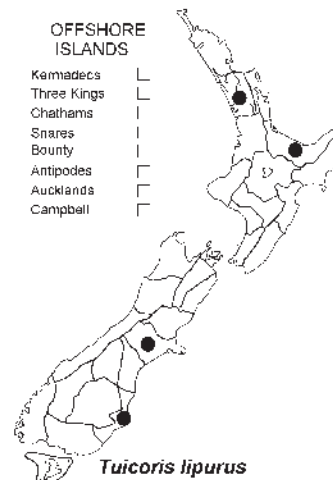 OFFSHORE
ISLANDS
Kermadecs
Three Kings
Chathams
Snares
Bounty
Antipodes
Aucklands
Campbell
Tuicoris lipurus